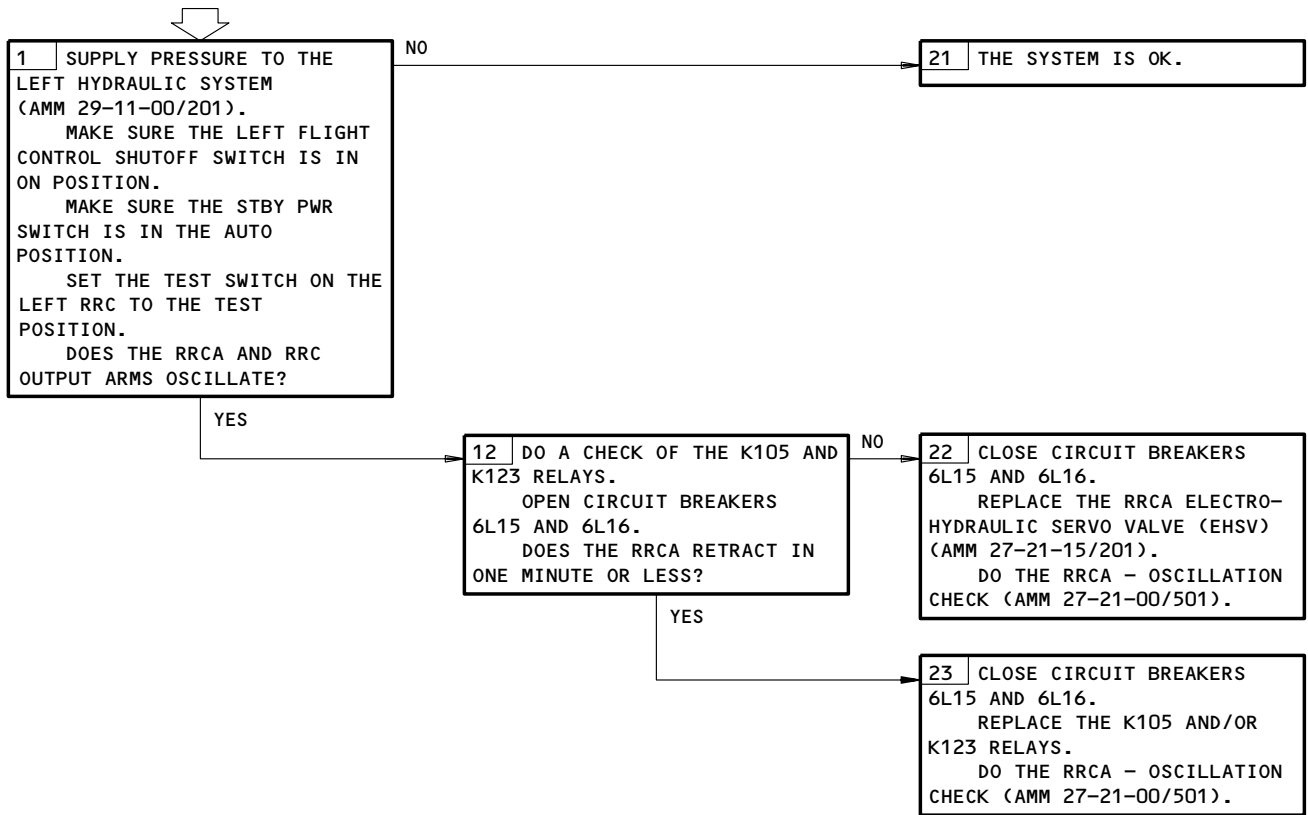 1 SUPPLY PRESSURE TO THE
LEFT HYDRAULIC SYSTEM
(AMM 29-11-00/201).
MAKE SURE THE LEFT FLIGHT
CONTROL SHUTOFF SWITCH IS IN
ON POSITION.
MAKE SURE THE STBY PWR
SWITCH IS IN THE AUTO
POSITION.
SET THE TEST SWITCH ON THE
LEFT RRC TO THE TEST
POSITION.
DOES THE RRCA AND RRC
OUTPUT ARMS OSCILLATE?
NO
21 THE SYSTEM IS OK.
YES
12 DO A CHECK OF THE K105 AND
K123 RELAYS.
OPEN CIRCUIT BREAKERS
6L15 AND 6L16.
DOES THE RRCA RETRACT IN
ONE MINUTE OR LESS?
NO
22 CLOSE CIRCUIT BREAKERS
6L15 AND 6L16.
REPLACE THE RRCA ELECTRO-
HYDRAULIC SERVO VALVE (EHSV)
(AMM 27-21-15/201).
DO THE RRCA - OSCILLATION
CHECK (AMM 27-21-00/501).
YES
23 CLOSE CIRCUIT BREAKERS
6L15 AND 6L16.
REPLACE THE K105 AND/OR
K123 RELAYS.
DO THE RRCA - OSCILLATION
CHECK (AMM 27-21-00/501).